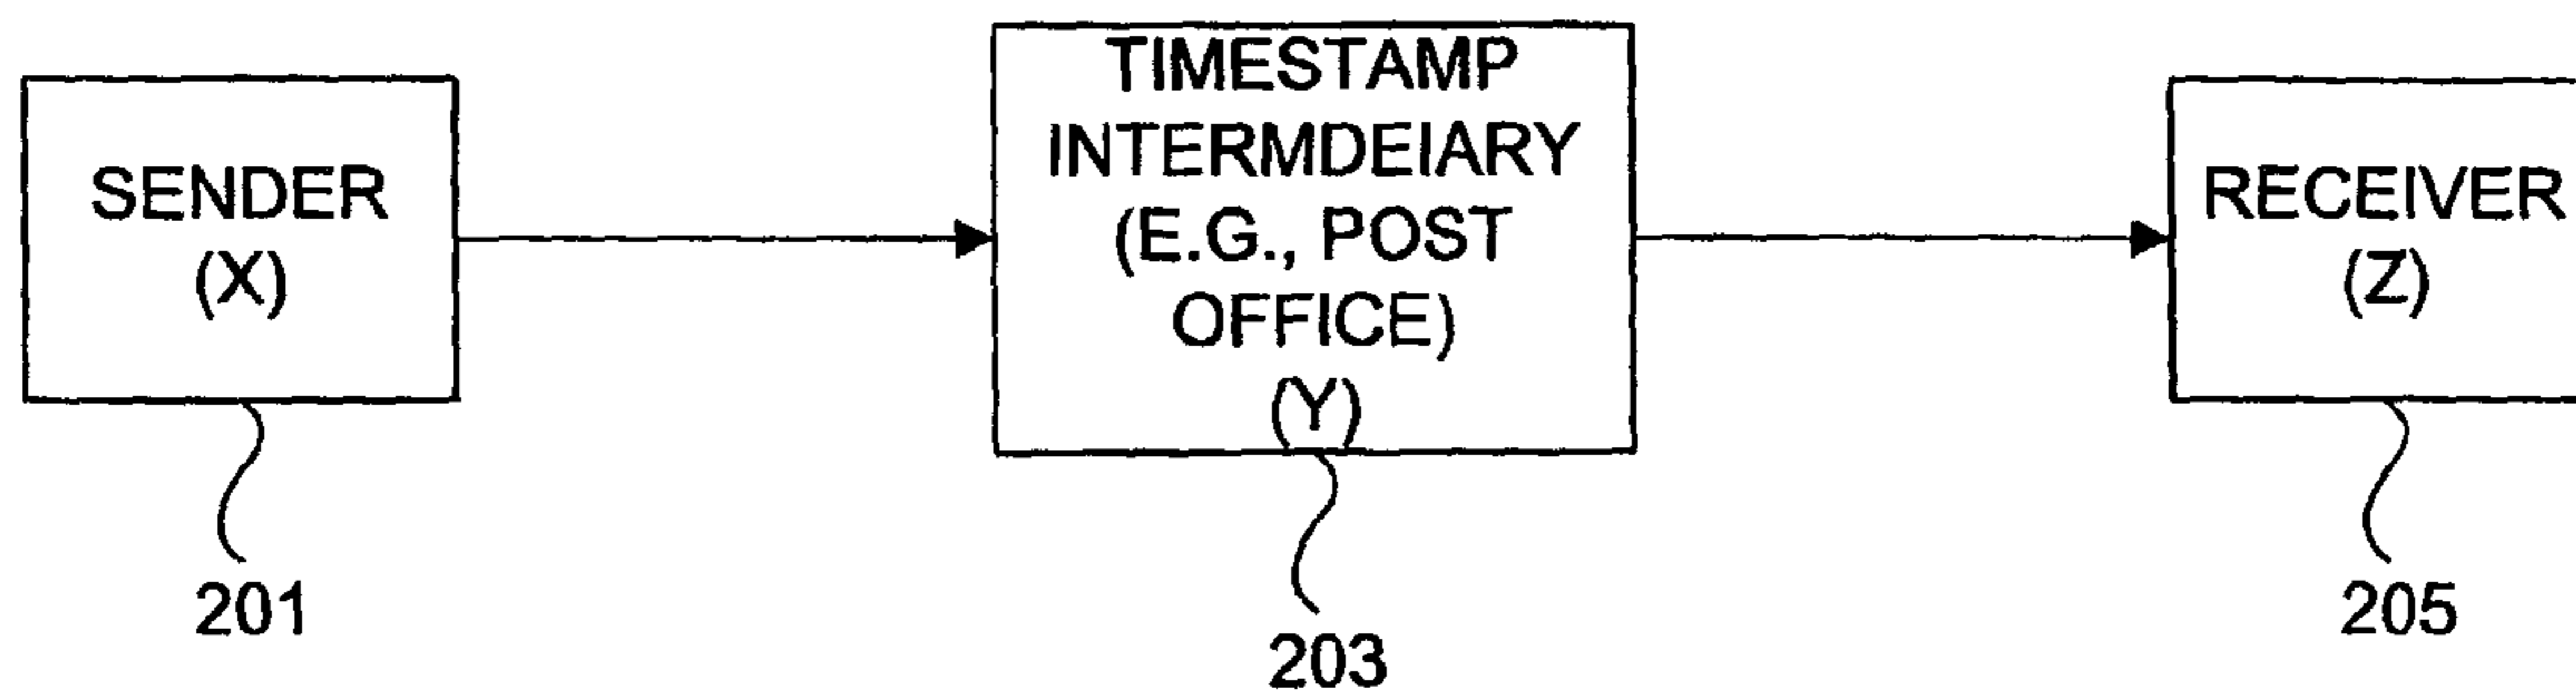 SENDER
(X)
TIMESTAMP
INTERMDEIARY
(E.G., POST
OFFICE)
(Y)
RECEIVER
(Z)
201
203
205